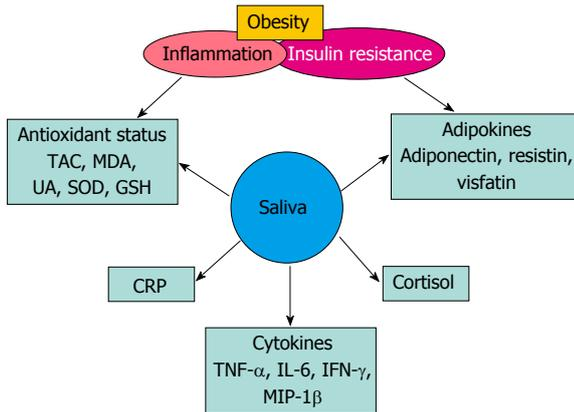 Obesity
Inflammation
Insulin resistance
Antioxidant status
TAC, MDA,
UA, SOD, GSH
Adipokines
Adiponectin, resistin,
visfatin
Saliva
CRP
Cortisol
Cytokines
TNF-α, IL-6, IFN-γ,
MIP-1β